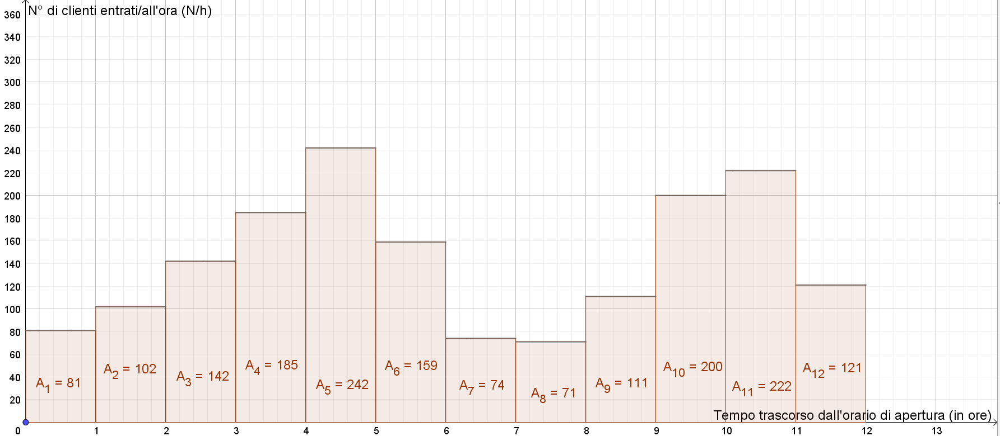 N° di clienti entrati/all'ora (N/h)
360
340
320
300
280
260
240
220
200
180
160
140
120
100
80
60
40
20
A1 = 81
A2 = 102
A3 = 142
A4 = 185
A5 = 242
A6 = 159
A7 = 74
A8 = 71
A9 = 111
A10 = 200
A11 = 222
A12 = 121
Tempo trascorso dall'orario di apertura (in ore)
0 1 2 3 4 5 6 7 8 9 10 11 12 13